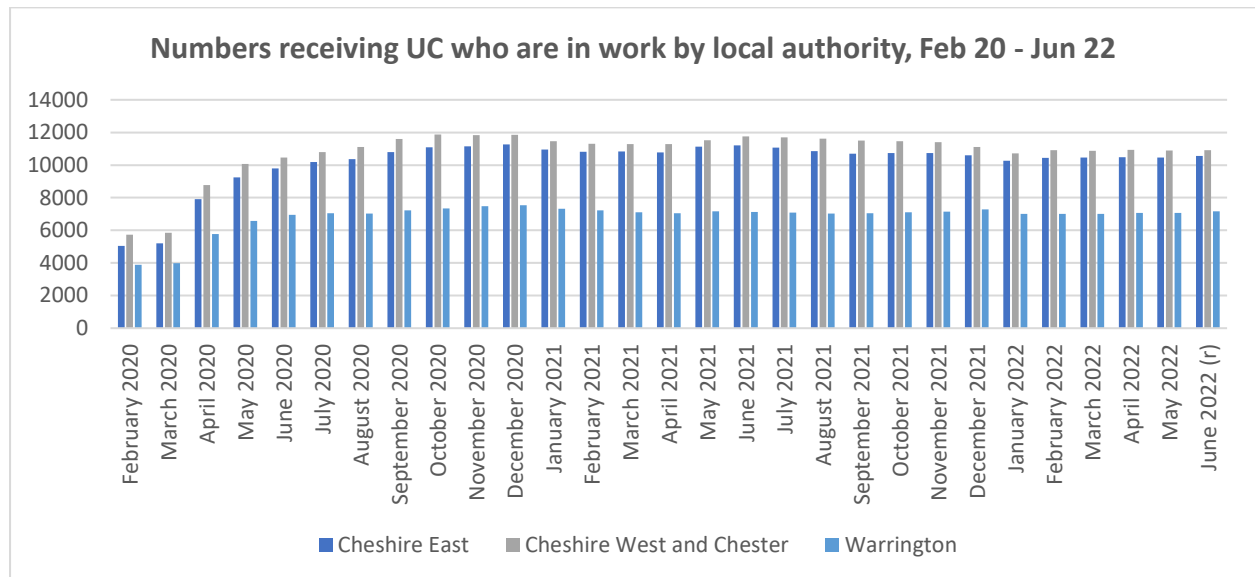 Numbers receiving UC who are in work by local authority, Feb 20 - Jun 22
14000
12000
10000
8000
6000
4000
2000
0
February 2020
March 2020
April 2020
May 2020
June 2020
July 2020
August 2020
September 2020
October 2020
November 2020
December 2020
January 2021
February 2021
March 2021
April 2021
May 2021
June 2021
July 2021
August 2021
September 2021
October 2021
November 2021
December 2021
January 2022
February 2022
March 2022
April 2022
May 2022
June 2022 (r)
Cheshire East
Cheshire West and Chester
Warrington